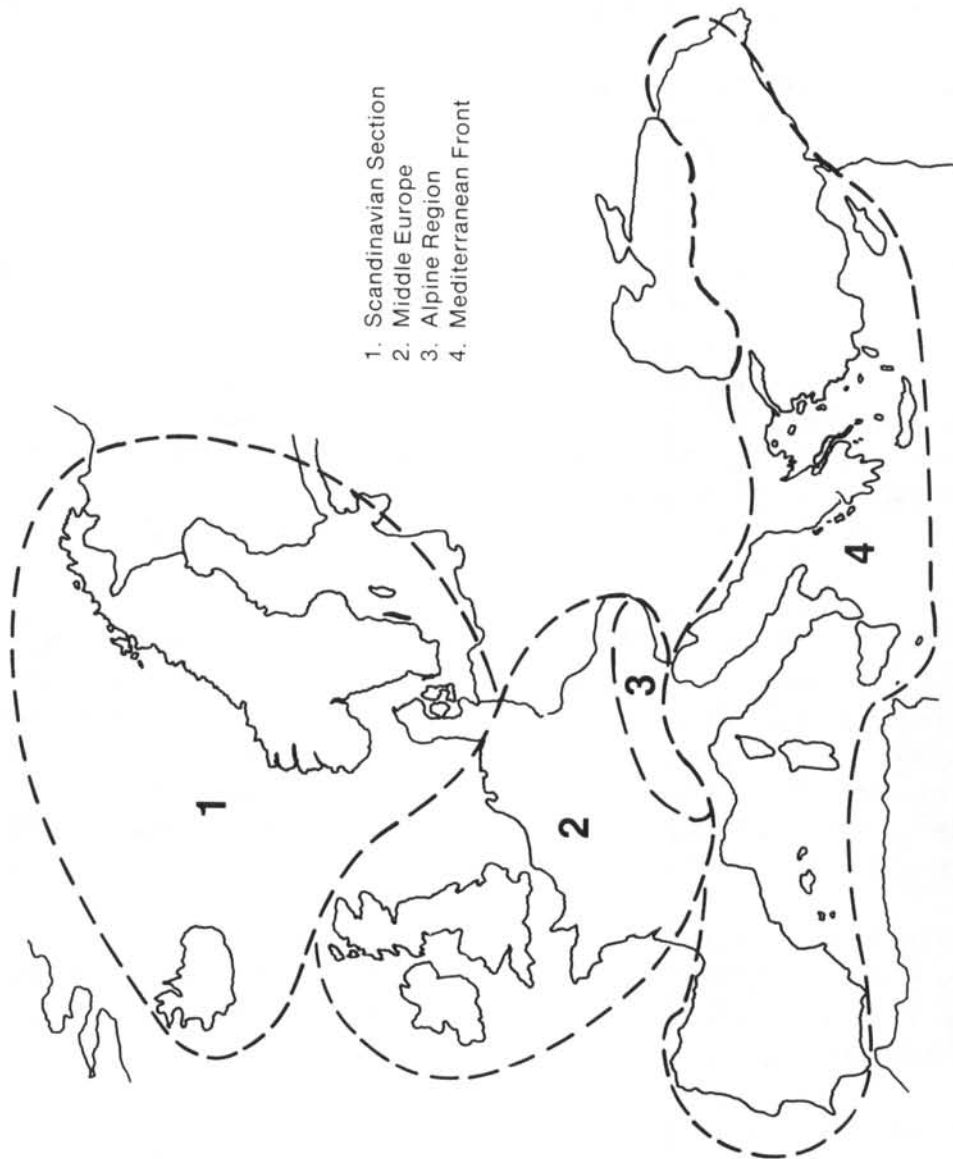 1. Scandinavian Section
2. Middle Europe
3. Alpine Region
4. Mediterranean Front
1
2
3
4